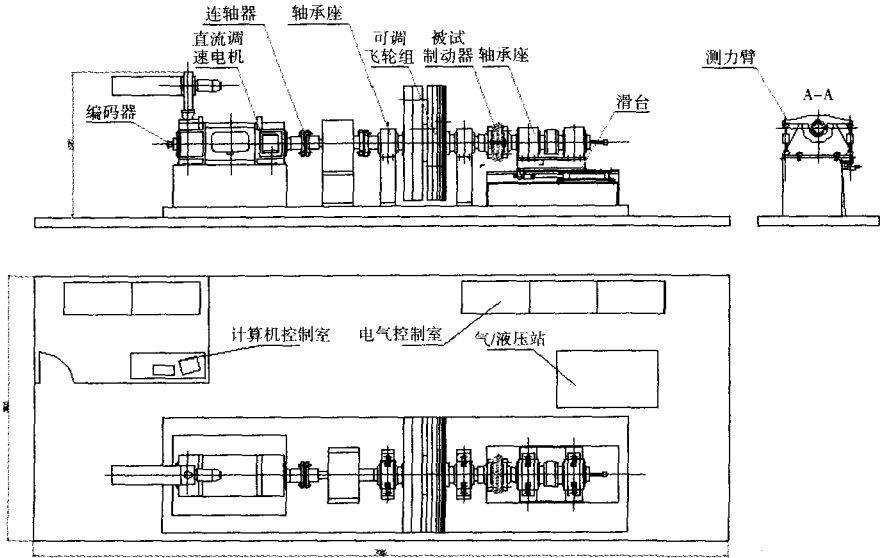 连轴器
轴承座
直流调
速电机
可调
飞轮组
被试
制动器
轴承座
测力臂
A-A
滑台
编码器
计算机控制室
电气控制室
气/液压站